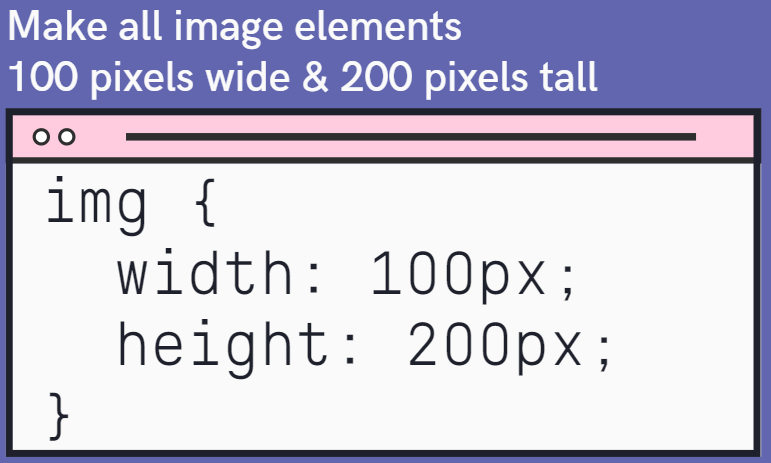 Make all image elements
100 pixels wide & 200 pixels tall
img {
  width: 100px;
  height: 200px;
}